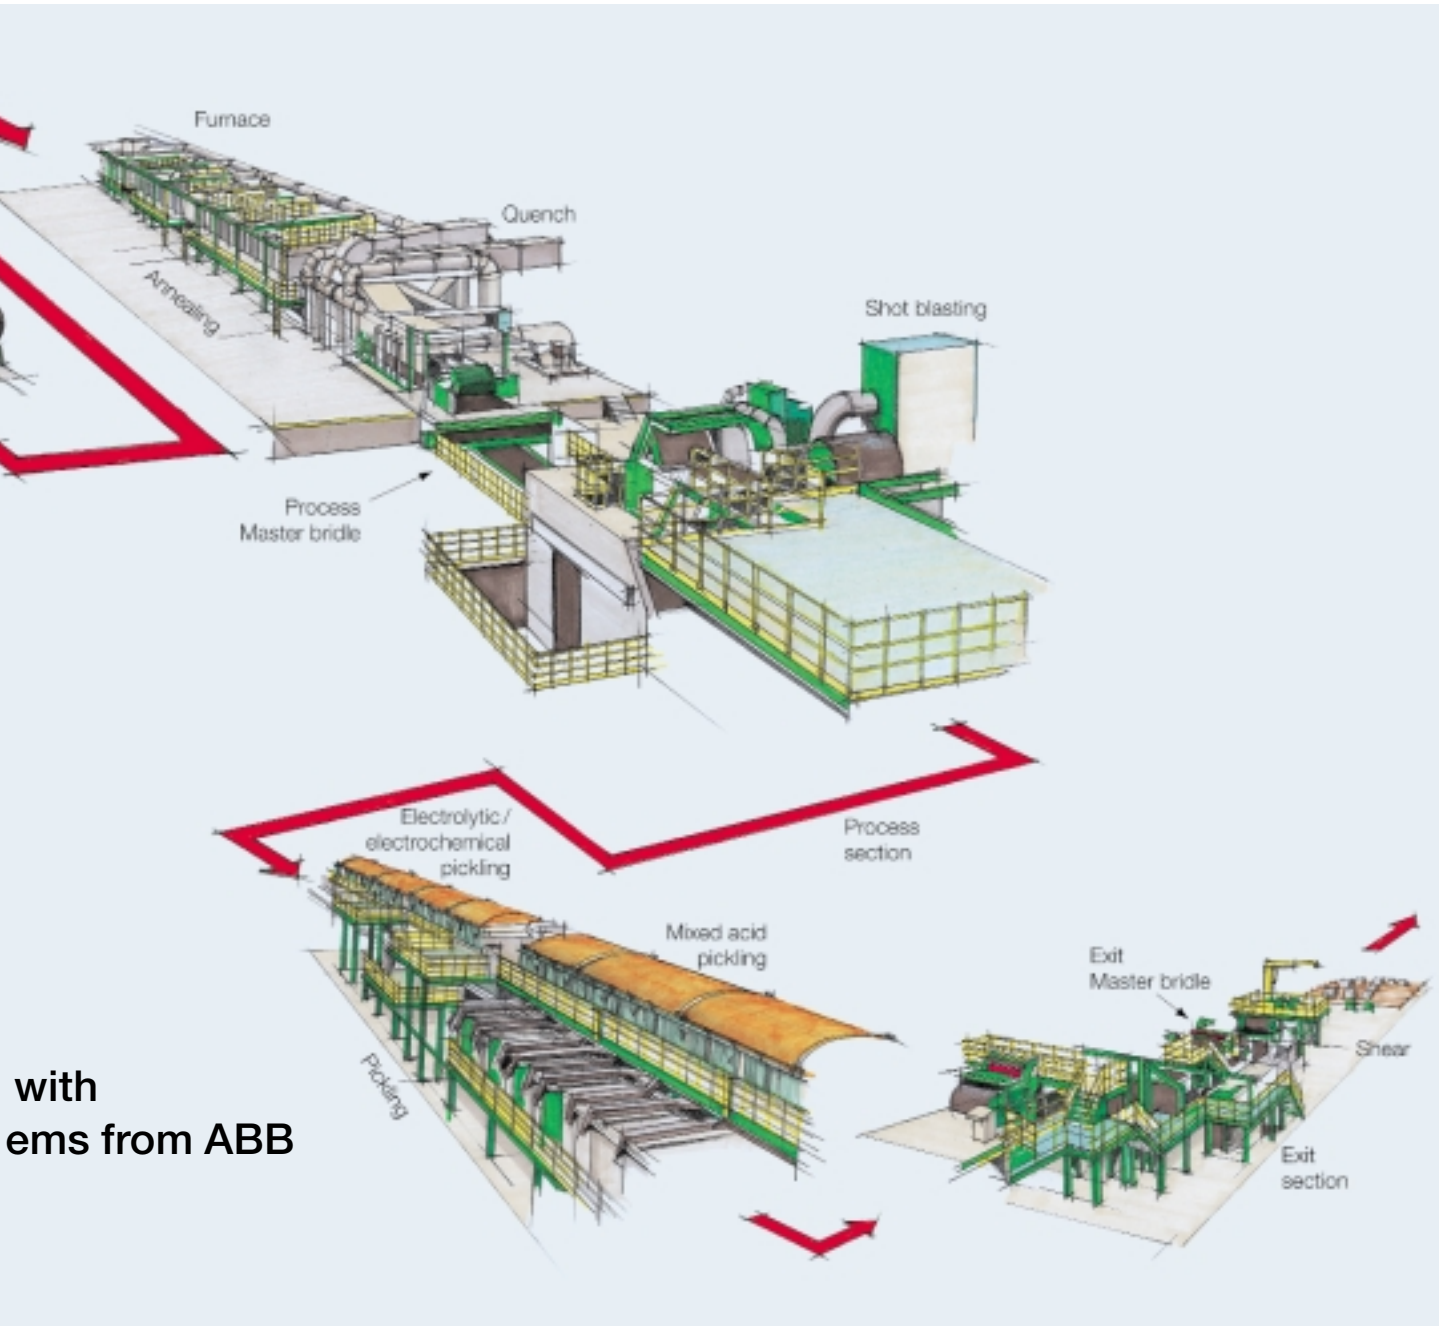 Furnace
Quench
Annealing
Shot blasting
Process
Master bridle
Electrolytic/
electrochemical
pickling
Process
section
Mixed acid
pickling
Exit
Master bridle
Shear
Pickling
with
ems from ABB
Exit
section